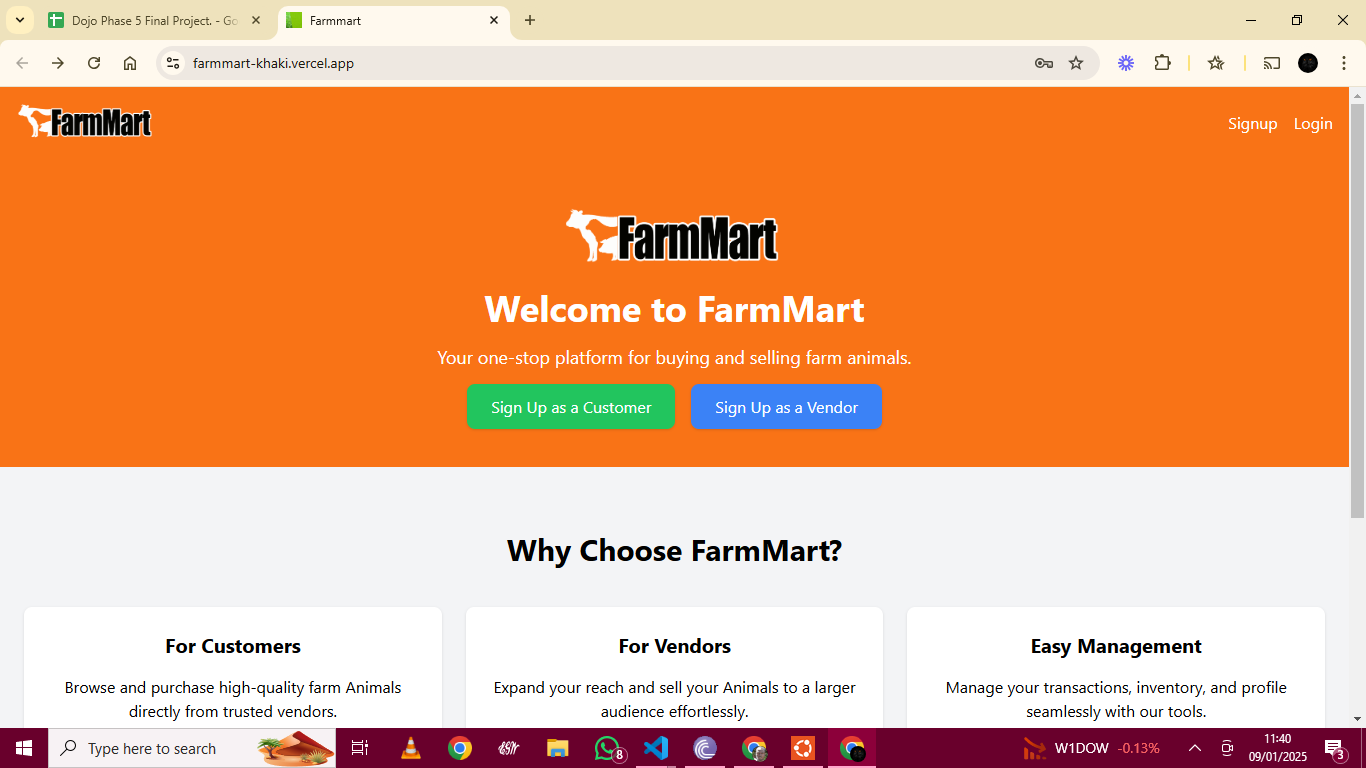 Dojo Phase 5 Final Project. - Go
Farmmart
farmmart-khaki.vercel.app
FarmMart
Signup Login
FarmMart
Welcome to FarmMart
Your one-stop platform for buying and selling farm animals.
Sign Up as a Customer Sign Up as a Vendor
Why Choose FarmMart?
For Customers
Browse and purchase high-quality farm Animals
directly from trusted vendors.
For Vendors
Expand your reach and sell your Animals to a larger
audience effortlessly.
Easy Management
Manage your transactions, inventory, and profile
seamlessly with our tools.
Type here to search
8
W1DOW -0.13%
11:40
09/01/2025
3